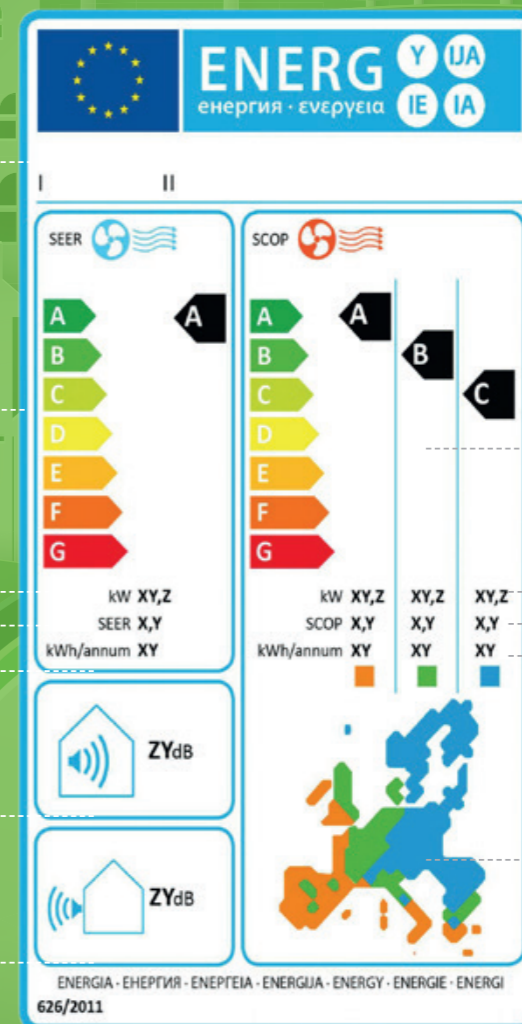 ENERG Y IJA
енергия · ενεργεια IE IA
I II
SEER
A A
B
C
D
E
F
G
kW XY,Z
SEER X,Y
kWh/annum XY
SCOP
A A
B B
C C
D
E
F
G
kW XY,Z XY,Z XY,Z
SCOP X,Y X,Y X,Y
kWh/annum XY XY XY
ZYdB
ZYdB
ENERGIA · ЕНЕРГИЯ · ΕΝΕΡΓΕΙΑ · ENERGIJA · ENERGY · ENERGIE · ENERGI
626/2011